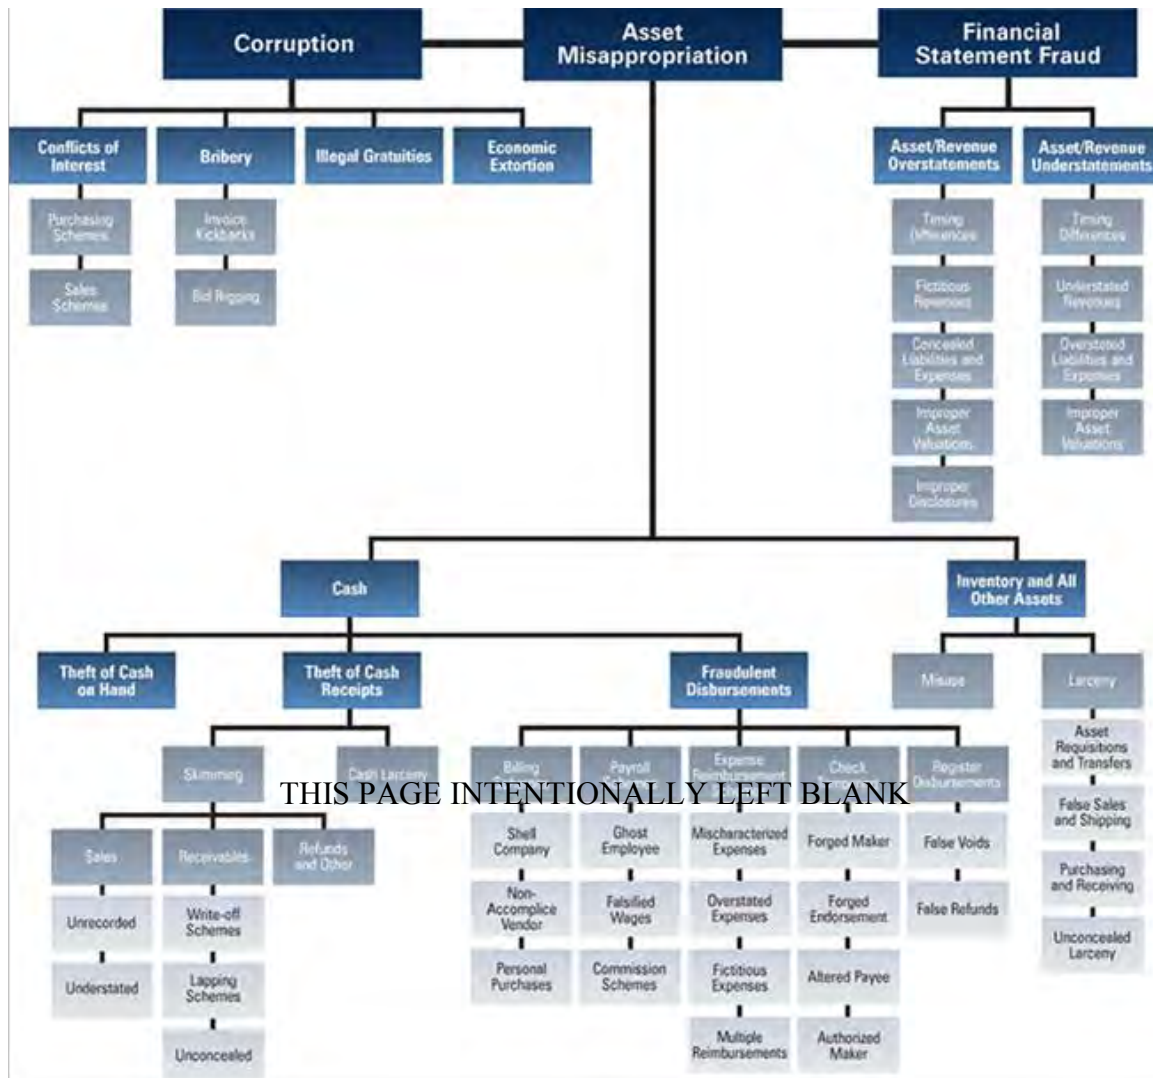 Corruption
Asset
Misappropriation
Financial
Statement Fraud
Conflicts of
Interest
Bribery
Illegal Gratuities
Economic
Extortion
Asset/Revenue
Overstatements
Asset/Revenue
Understatements
Purchasing
Schemes
Sales
Schemes
Invoice
Kickbacks
Bid Rigging
Timing
Differences
Fictitious
Revenues
Concealed
Liabilities and
Expenses
Improper
Asset
Valuations
Improper
Disclosures
Timing
Differences
Understated
Revenues
Overstated
Liabilities and
Expenses
Improper
Asset
Valuations
Cash
Inventory and All
Other Assets
Theft of Cash
on Hand
Theft of Cash
Receipts
Fraudulent
Disbursements
Misuse
Larceny
Skimming
Cash Larceny
Billing
Payroll
Expense
Reimbursement
Check
Register
Disbursements
THIS PAGE INTENTIONALLY LEFT BLANK
Sales
Receivables
Refunds
and Other
Unrecorded
Understated
Write-off
Schemes
Lapping
Schemes
Unconcealed
Shell
Company
Non-
Accomplice
Vendor
Personal
Purchases
Ghost
Employee
Falsified
Wages
Commission
Schemes
Mischaracterized
Expenses
Overstated
Expenses
Fictitious
Expenses
Multiple
Reimbursements
Forged Maker
Forged
Endorsement
Altered Payee
Authorized
Maker
False Voids
False Refunds
Asset
Requisitions
and Transfers
False Sales
and Shipping
Purchasing
and Receiving
Unconcealed
Larceny